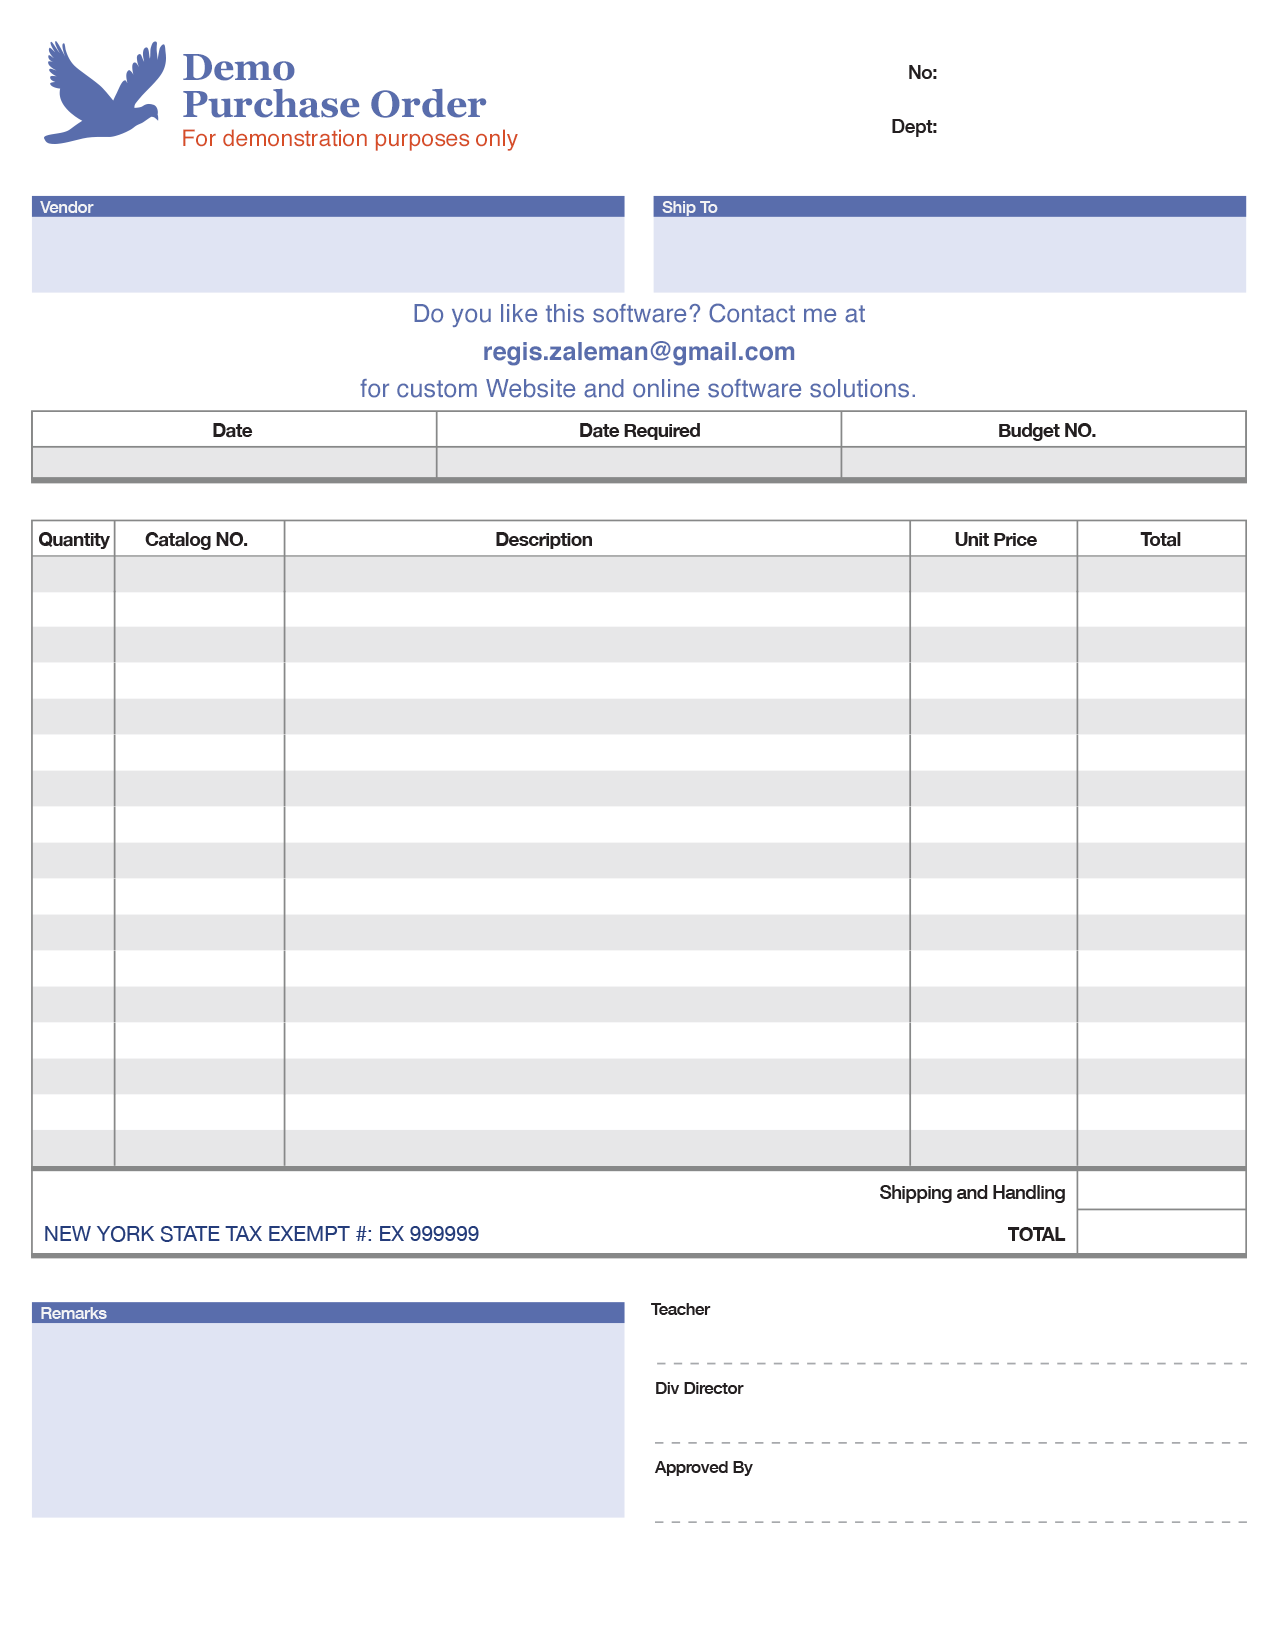 Demo
Purchase Order
For demonstration purposes only
No:
Dept:
Vendor
Ship To
Do you like this software? Contact me at
regis.zaleman@gmail.com
for custom Website and online software solutions.
Date Date Required Budget NO.
Quantity Catalog NO. Description Unit Price Total
Shipping and Handling
NEW YORK STATE TAX EXEMPT #: EX 999999 TOTAL
Remarks
Teacher
Div Director
Approved By